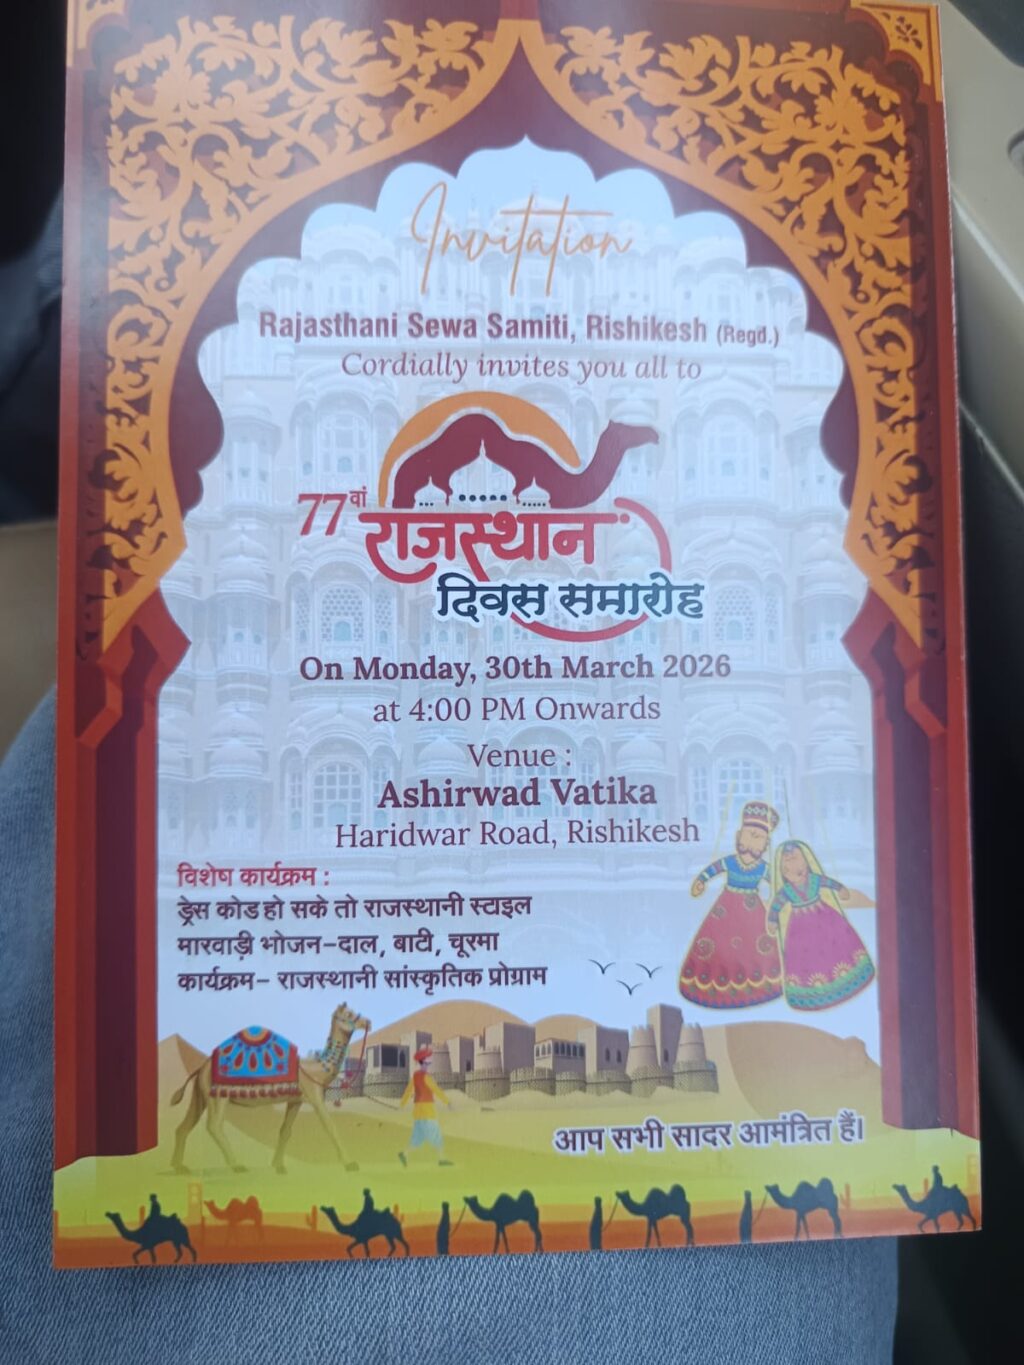 Invitation
Rajasthani Sewa Samiti, Rishikesh (Regd.)
Cordially invites you all to
77वां राजस्थान
दिवस समारोह
On Monday, 30th March 2026
at 4:00 PM Onwards
Venue :
Ashirwad Vatika
Haridwar Road, Rishikesh
विशेष कार्यक्रम :
ड्रेस कोड हो सके तो राजस्थानी स्टाइल
मारवाड़ी भोजन-दाल, बाटी, चूरमा
कार्यक्रम- राजस्थानी सांस्कृतिक प्रोग्राम
आप सभी सादर आमंत्रित हैं।